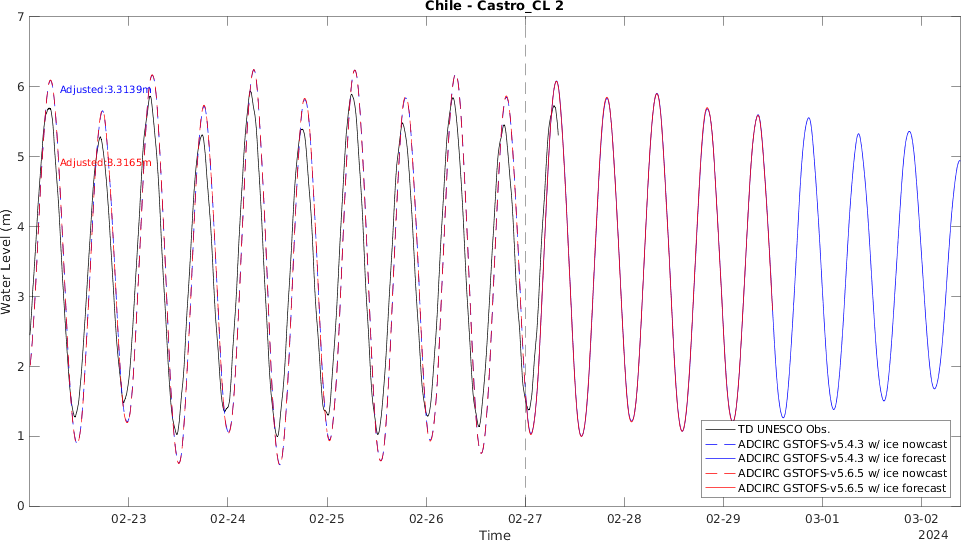 Chile - Castro_CL 2
7
6
5
4
3
2
1
0
Water Level (m)
Adjusted:3.3139m
Adjusted:3.3165m
TD UNESCO Obs.
ADCIRC GSTOFS-v5.4.3 w/ ice nowcast
ADCIRC GSTOFS-v5.4.3 w/ ice forecast
ADCIRC GSTOFS-v5.6.5 w/ ice nowcast
ADCIRC GSTOFS-v5.6.5 w/ ice forecast
02-23 02-24 02-25 02-26 02-27 02-28 02-29 03-01 03-02
Time
2024